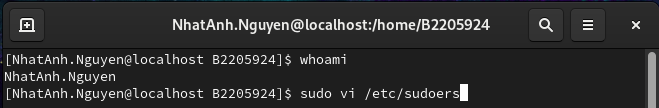 NhatAnh.Nguyen@localhost:/home/B2205924
[NhatAnh.Nguyen@localhost B2205924]$ whoami
NhatAnh.Nguyen
[NhatAnh.Nguyen@localhost B2205924]$ sudo vi /etc/sudoers